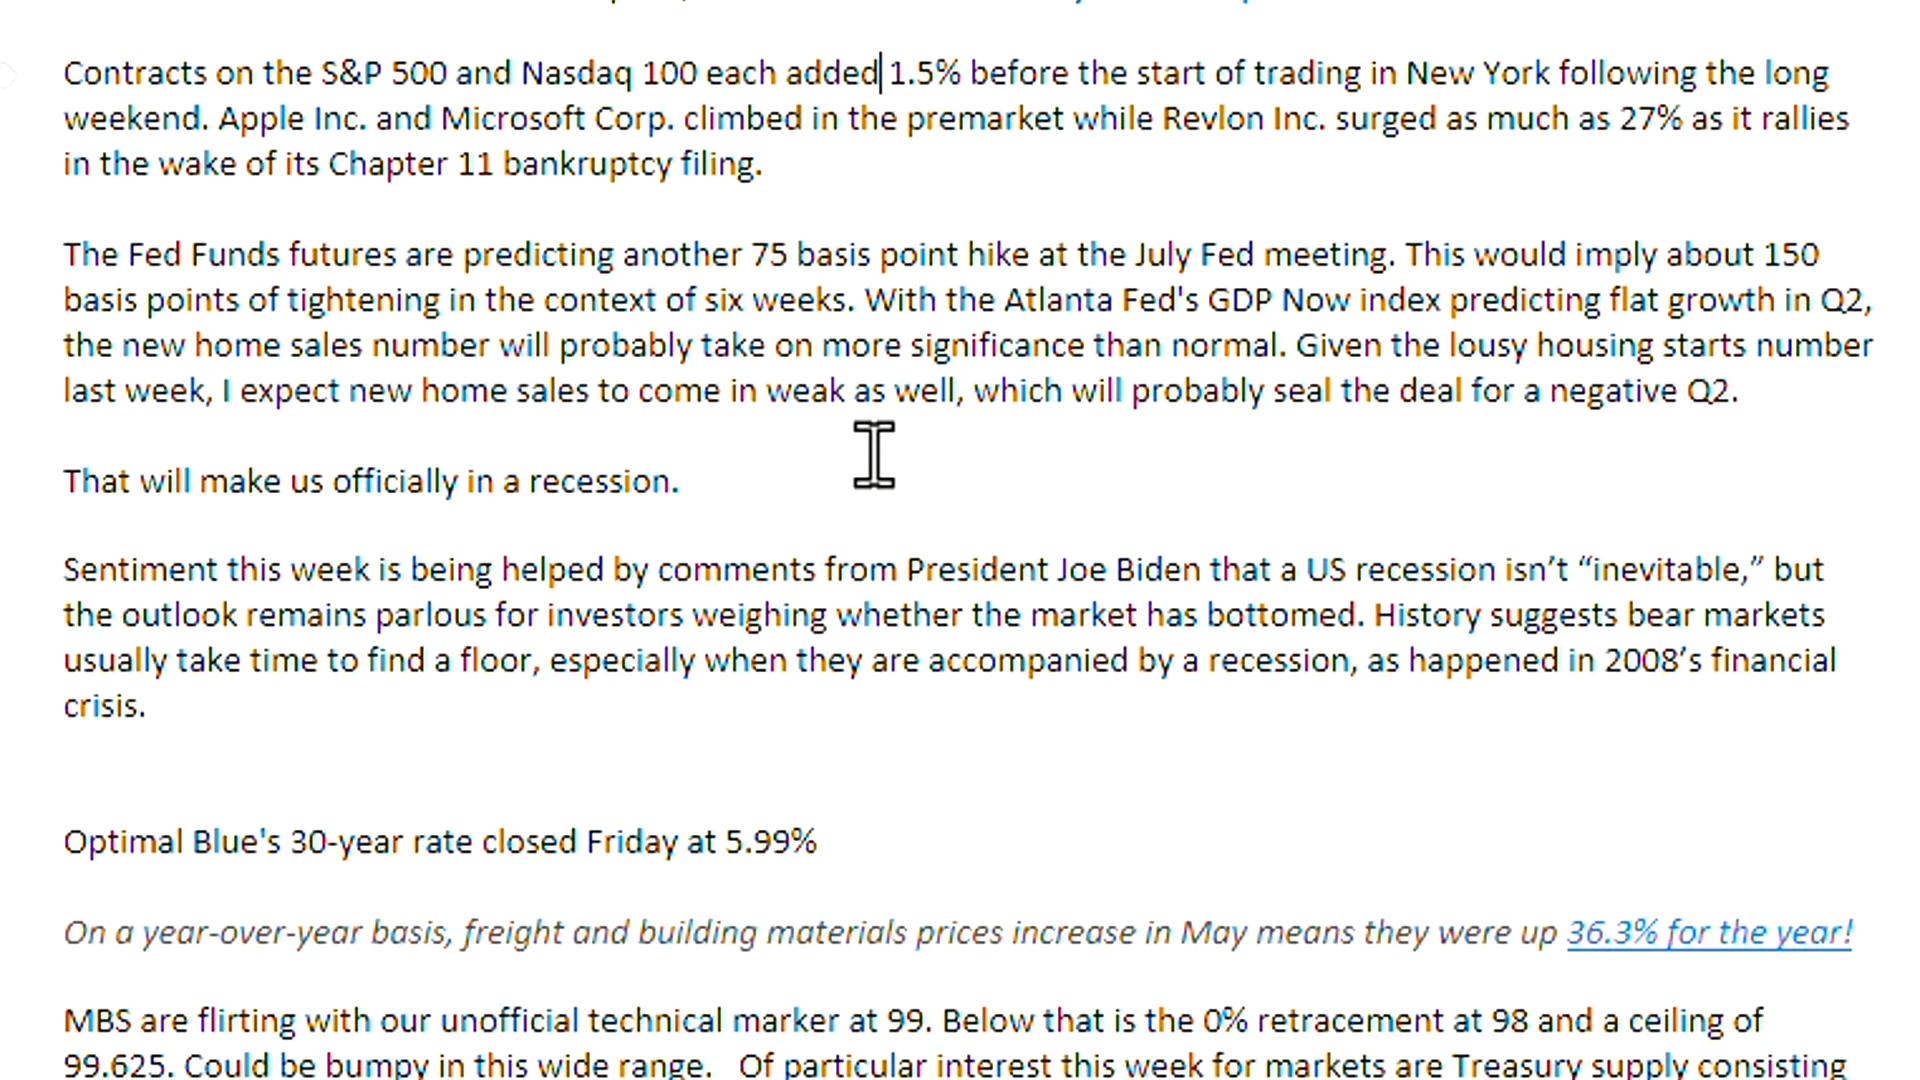 Contracts on the S&P 500 and Nasdaq 100 each added 1.5% before the start of trading in New York following the long
weekend. Apple Inc. and Microsoft Corp. climbed in the premarket while Revlon Inc. surged as much as 27% as it rallies
in the wake of its Chapter 11 bankruptcy filing.
The Fed Funds futures are predicting another 75 basis point hike at the July Fed meeting. This would imply about 150
basis points of tightening in the context of six weeks. With the Atlanta Fed's GDP Now index predicting flat growth in Q2,
the new home sales number will probably take on more significance than normal. Given the lousy housing starts number
last week, I expect new home sales to come in weak as well, which will probably seal the deal for a negative Q2.
That will make us officially in a recession.
Sentiment this week is being helped by comments from President Joe Biden that a US recession isn’t “inevitable,” but
the outlook remains parlous for investors weighing whether the market has bottomed. History suggests bear markets
usually take time to find a floor, especially when they are accompanied by a recession, as happened in 2008’s financial
crisis.
Optimal Blue's 30-year rate closed Friday at 5.99%
On a year-over-year basis, freight and building materials prices increase in May means they were up 36.3% for the year!
MBS are flirting with our unofficial technical marker at 99. Below that is the 0% retracement at 98 and a ceiling of
99.625. Could be bumpy in this wide range. Of particular interest this week for markets are Treasury supply consisting